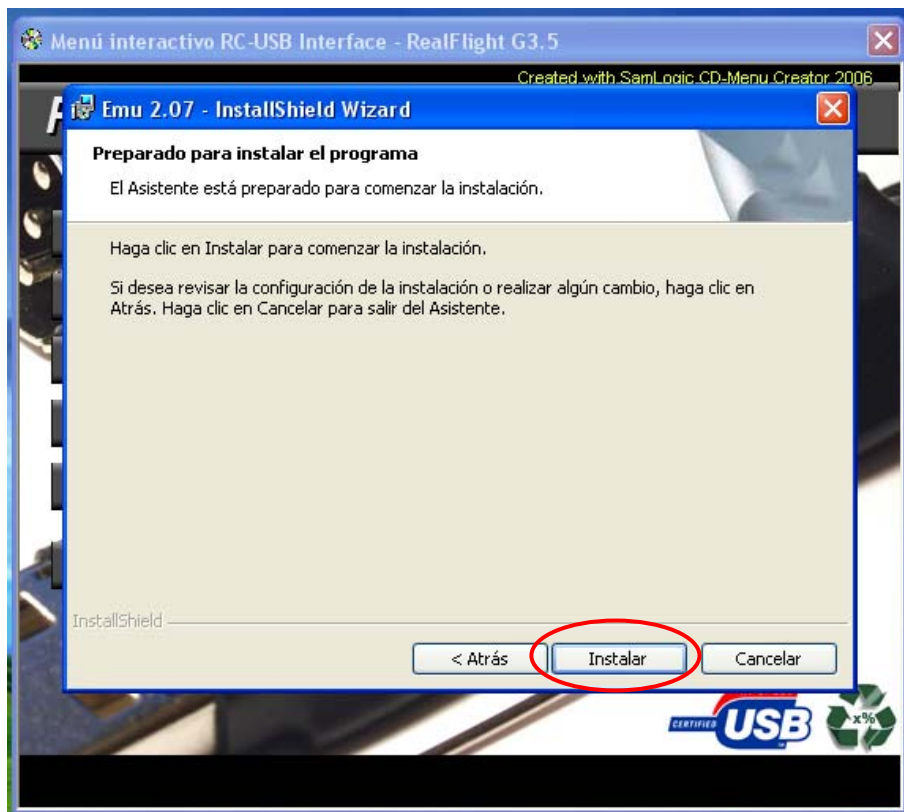 Menú interactivo RC-USB Interface - RealFlight G3.5
Created with SamLogic CD-Menu Creator 2006
Emu 2.07 - InstallShield Wizard
Preparado para instalar el programa
El Asistente está preparado para comenzar la instalación.
Haga clic en Instalar para comenzar la instalación.
Si desea revisar la configuración de la instalación o realizar algún cambio, haga clic en
Atrás. Haga clic en Cancelar para salir del Asistente.
InstallShield
< Atrás
Instalar
Cancelar
CERTIFIED USB
x%